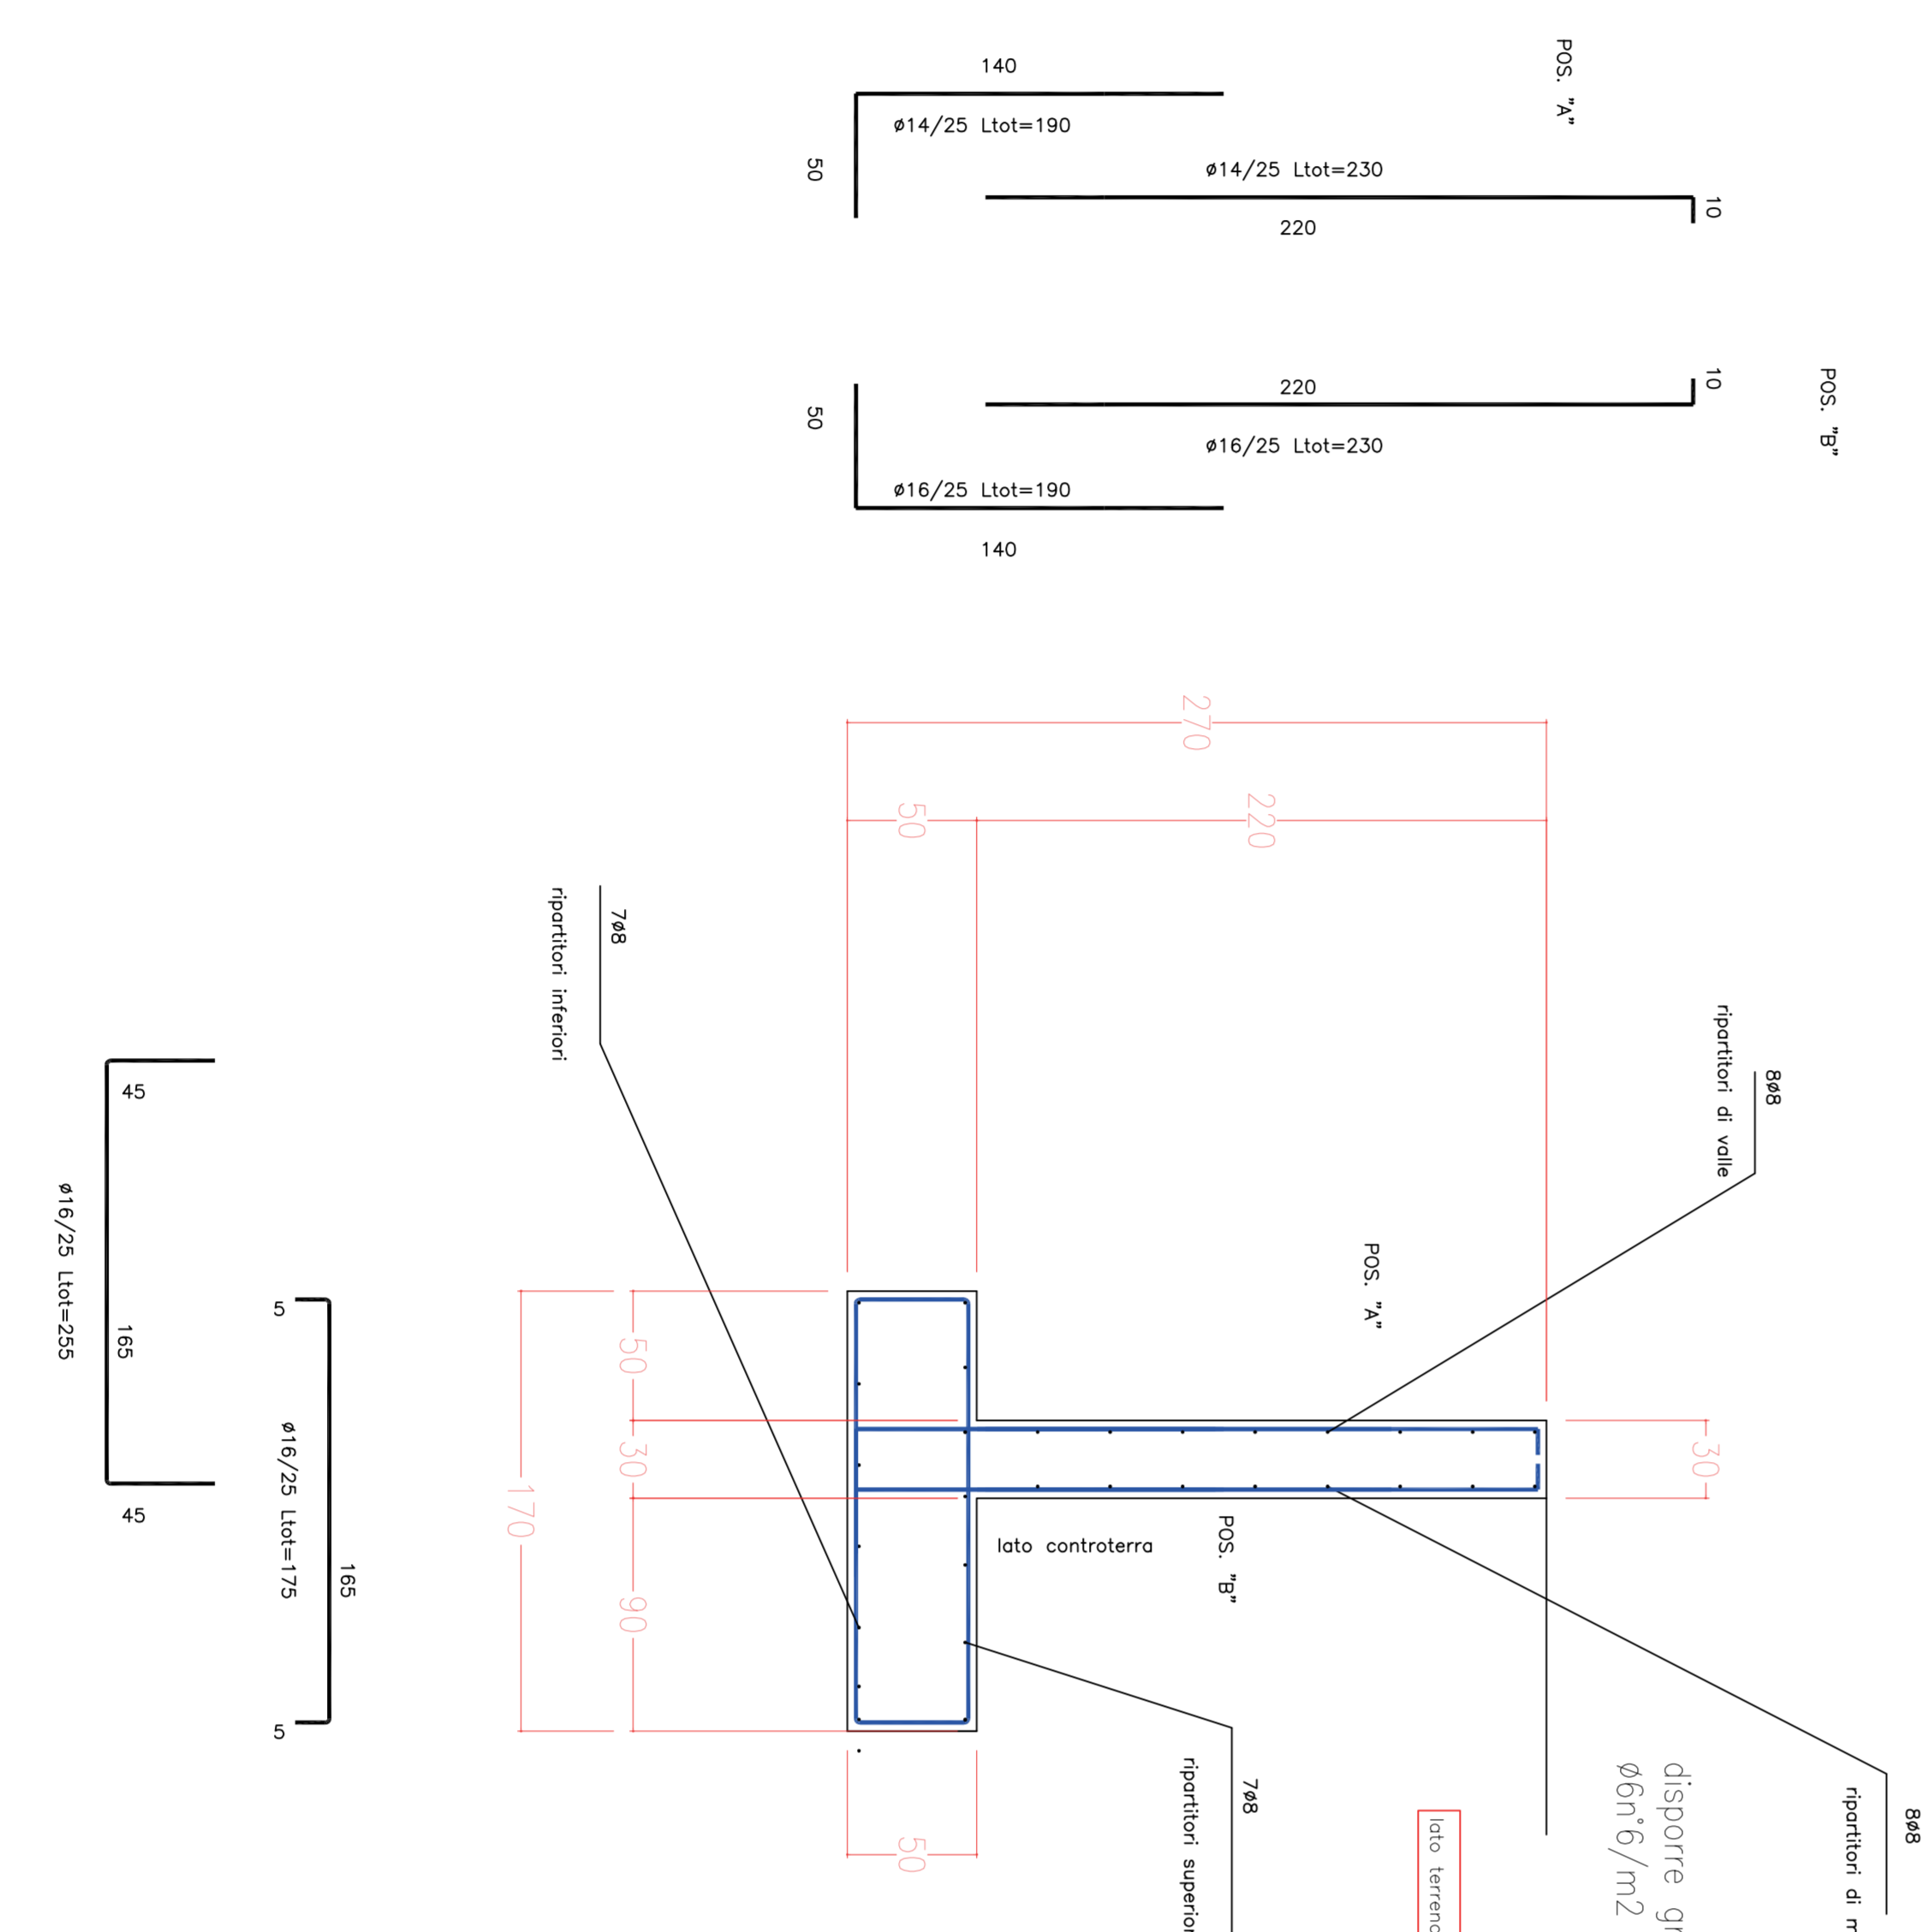 POS. "A"
140
ø14/25 Ltot=190
50
ø14/25 Ltot=230
220
10
POS. "B"
10
220
ø16/25 Ltot=230
50
ø16/25 Ltot=190
140
270
50
220
7ø8
ripartitori inferiori
8ø8
ripartitori di valle
POS. "A"
50
30
90
170
30
lato controterra
POS. "B"
45
165
45
ø16/25 Ltot=255
5
165
5
ø16/25 Ltot=175
50
7ø8
ripartitori superior
8ø8
ripartitori di
disporre
ø6n°6/m2
lato terreno